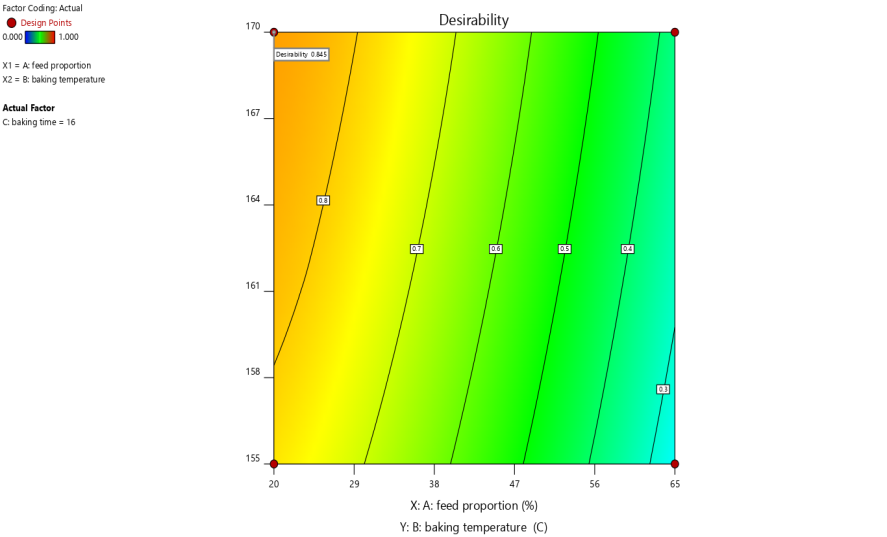 Factor Coding: Actual
Desirability
Design Points
0.000 1.000
X1 = A: feed proportion
X2 = B: baking temperature
Actual Factor
C: baking time = 16
170
Desirability 0.845
167
164
0.8
0.7 0.6 0.5 0.4
161
158
0.3
155
20 29 38 47 56 65
X: A: feed proportion (%)
Y: B: baking temperature (C)